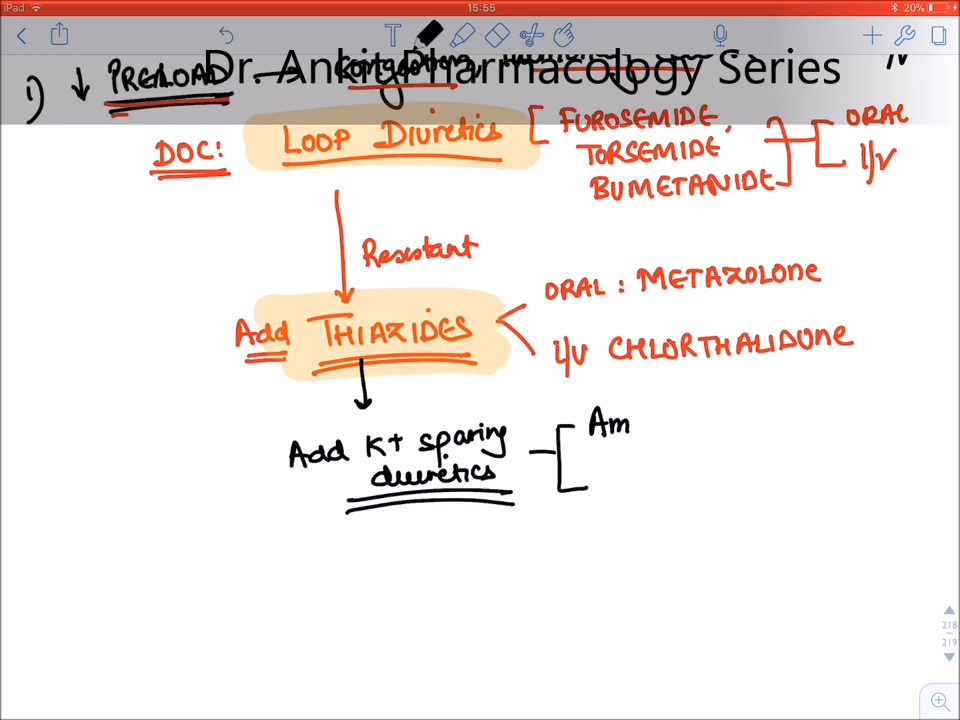 iPad 15:55 20%
Dr. Ankit Pharmacology Series
1) ↓ PRELOAD → Congestion,
DOC: LOOP Diuretics [ FUROSEMIDE, ORAL
TORSEMIDE I/V
BUMETANIDE
Resistant
ORAL : METAZOLONE
Add THIAZIDES
I/V CHLORTHALIDONE
Am
Add K+ sparing
diuretics
218
219